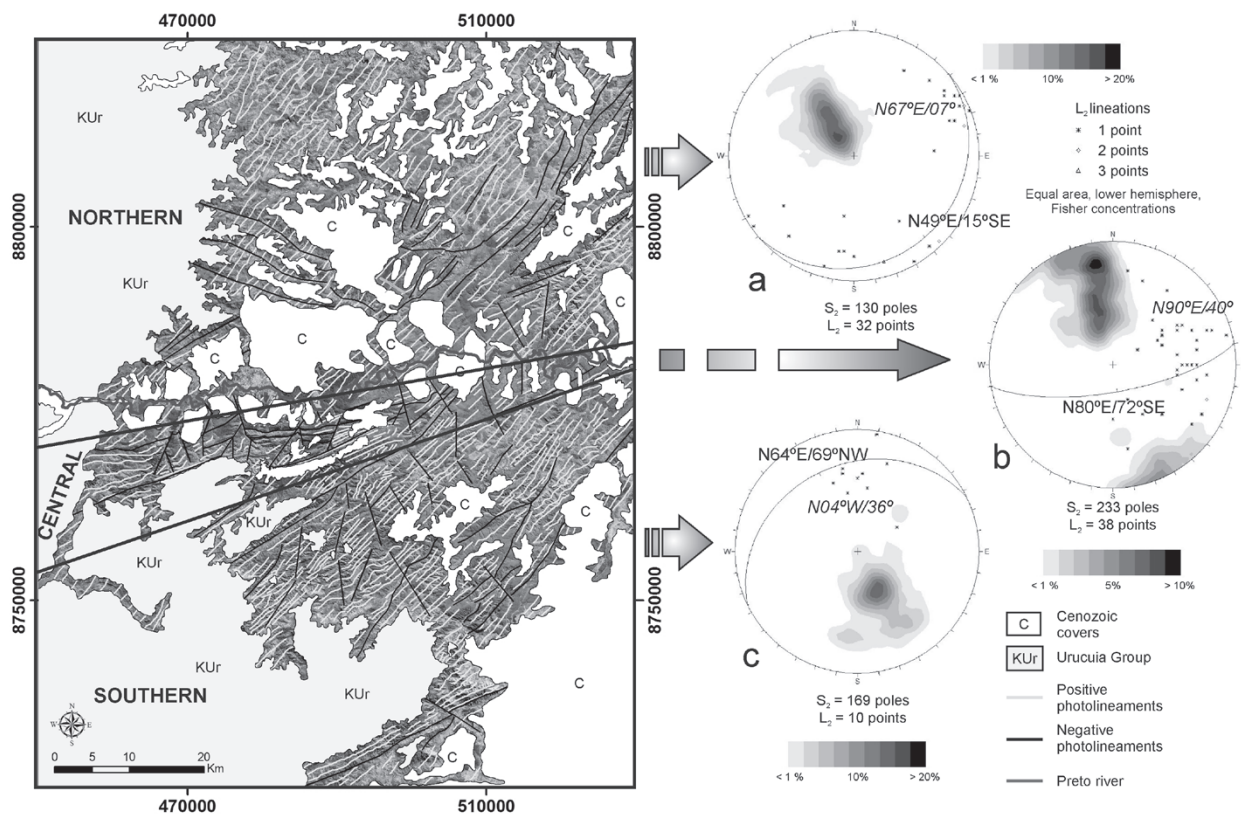 470000
510000
KUr
NORTHERN
8800000
8800000
C
C
KUr
C
C
C
C
C
CENTRAL
C
C
KUr
KUr
8750000
8750000
KUr
SOUTHERN
KUr
C
C
N
W
E
S
0 5 10 20
Km
470000
510000
N
W
E
S
N67ºE/07º
N49ºE/15ºSE
a
S2 = 130 poles
L2 = 32 points
< 1% 10% > 20%
L2 lineations
1 point
2 points
3 points
Equal area, lower hemisphere,
Fisher concentrations
N
W
E
S
N90ºE/40º
N80ºE/72ºSE
b
S2 = 233 poles
L2 = 38 points
< 1 % 5% > 10%
N
W
E
S
N64ºE/69ºNW
N04ºW/36º
c
S2 = 169 poles
L2 = 10 points
< 1 % 10% > 20%
C Cenozoic
covers
KUr Urucuia Group
Positive
photolineaments
Negative
photolineaments
Preto river